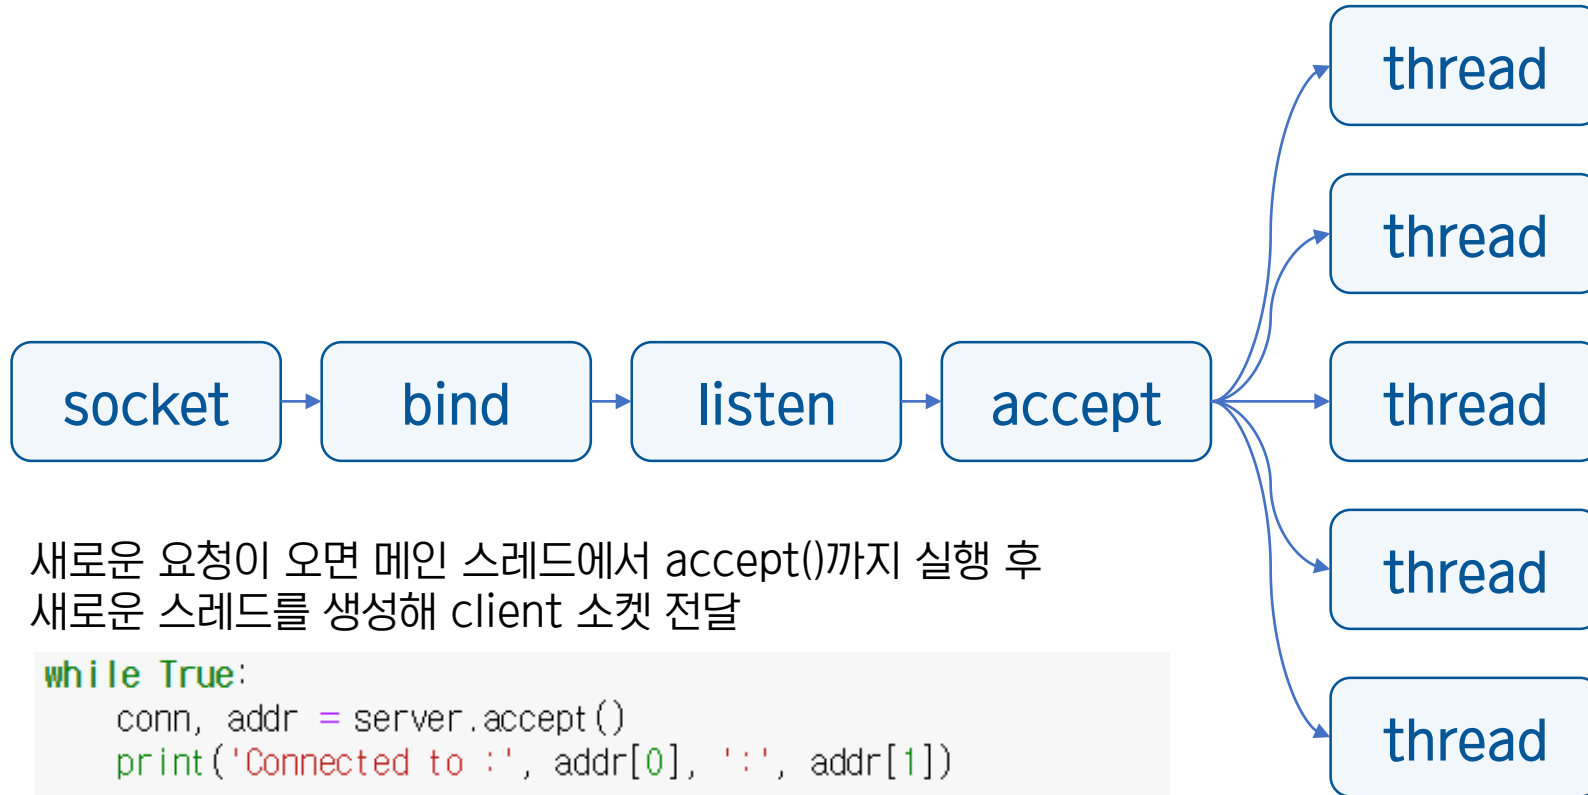 thread
thread
socket
bind
listen
accept
thread
thread
thread
새로운 요청이 오면 메인 스레드에서 accept()까지 실행 후
새로운 스레드를 생성해 client 소켓 전달
while True:
    conn, addr = server.accept()
    print('Connected to :', addr[0], ':', addr[1])